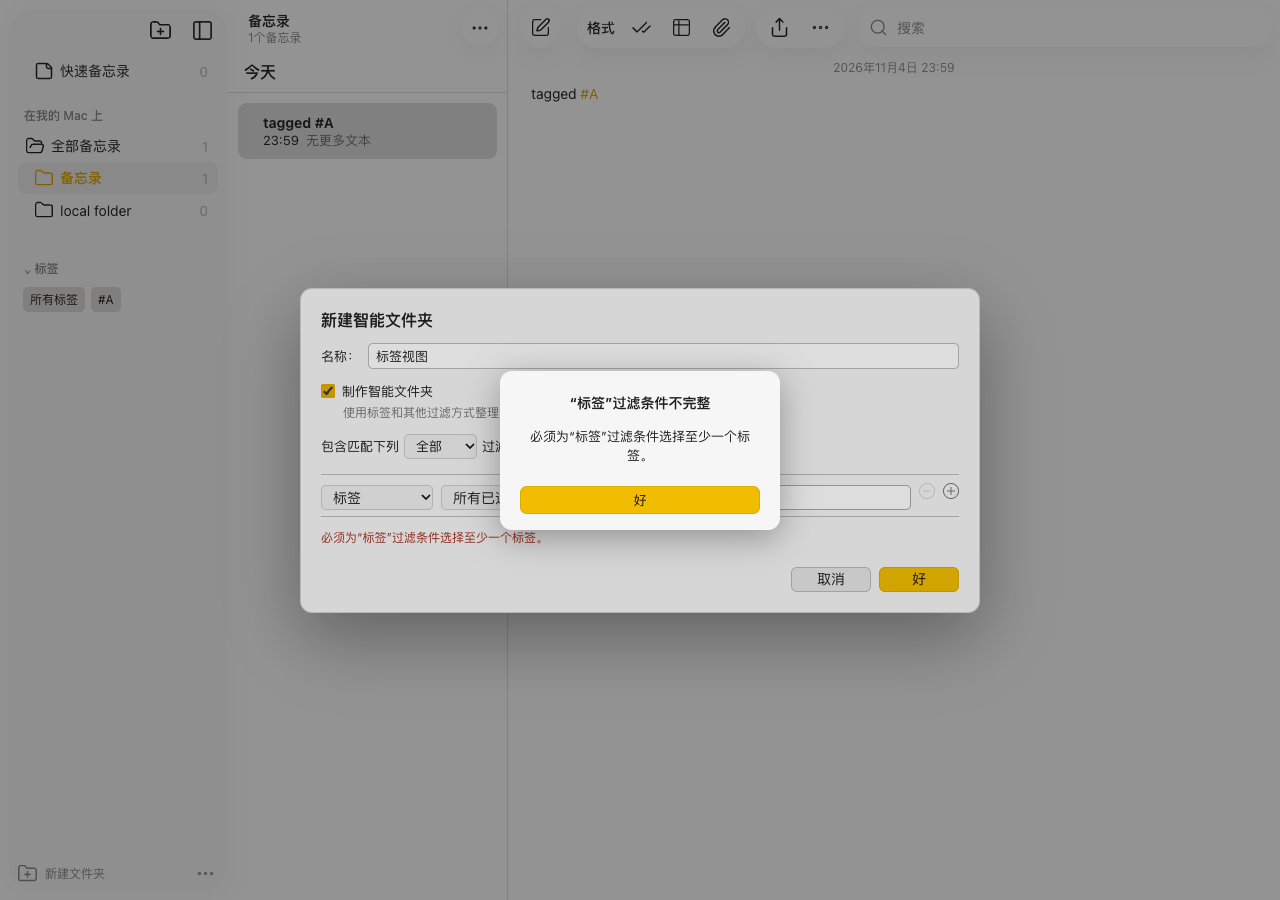 快速备忘录 0
在我的 Mac 上
全部备忘录 1
备忘录 1
local folder 0
标签
所有标签 #A
新建文件夹
备忘录
1个备忘录
今天
tagged #A
23:59 无更多文本
格式
搜索
2026年11月4日 23:59
tagged #A
新建智能文件夹
名称:
标签视图
制作智能文件夹
使用标签和其他过滤方式整理
包含匹配下列 全部
标签 所有已
必须为“标签”过滤条件选择至少一个标签。
取消 好
“标签”过滤条件不完整
必须为“标签”过滤条件选择至少一个标
签。
好